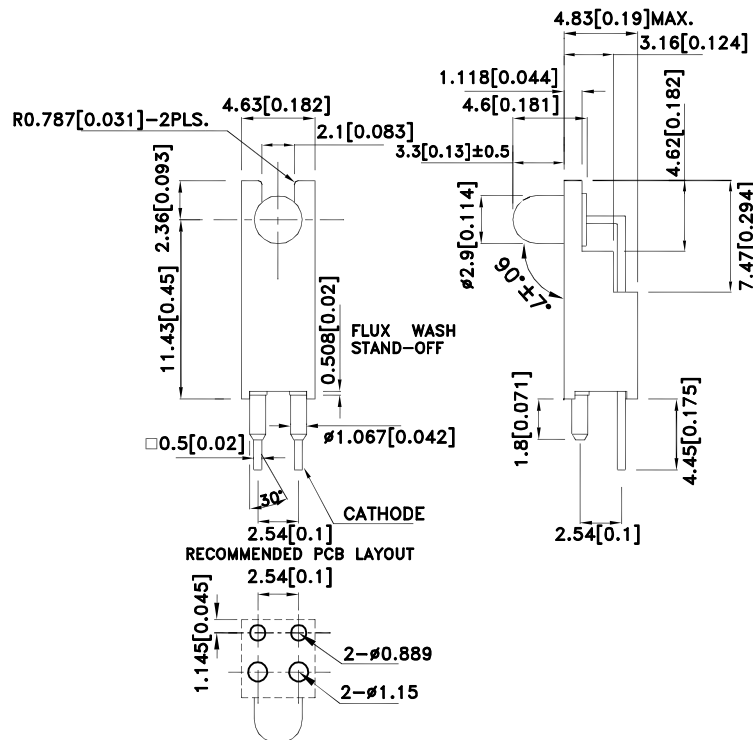 4.83[0.19]MAX.
3.16[0.124]
1.118[0.044]
4.6[0.181]
4.63[0.182]
R0.787[0.031]-2PLS.
2.1[0.083]
3.3[0.13]±0.5
4.62[0.182]
2.36[0.093]
ø2.9[0.114]
7.47[0.294]
90°±7°
11.43[0.45]
0.508[0.02]
FLUX WASH
STAND-OFF
□0.5[0.02]
ø1.067[0.042]
1.8[0.071]
4.45[0.175]
30°
CATHODE
2.54[0.1]
2.54[0.1]
RECOMMENDED PCB LAYOUT
2.54[0.1]
1.145[0.045]
2-ø0.889
2-ø1.15